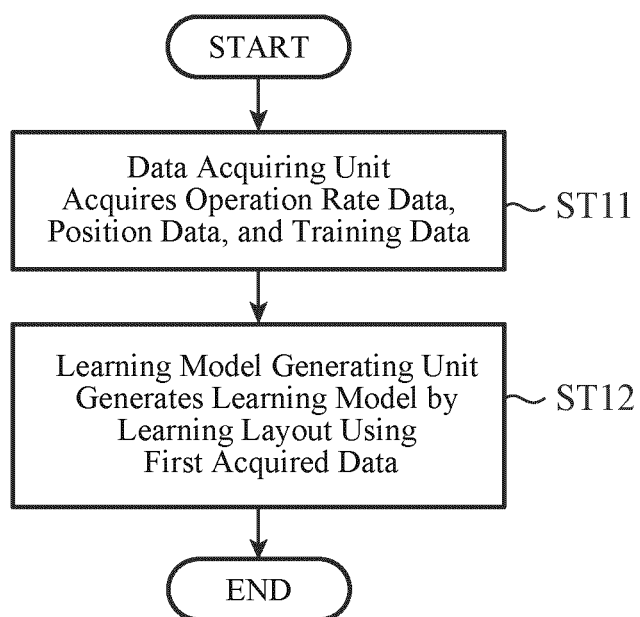 START
Data Acquiring Unit
Acquires Operation Rate Data,
Position Data, and Training Data
ST11
Learning Model Generating Unit
Generates Learning Model by
Learning Layout Using
First Acquired Data
ST12
END